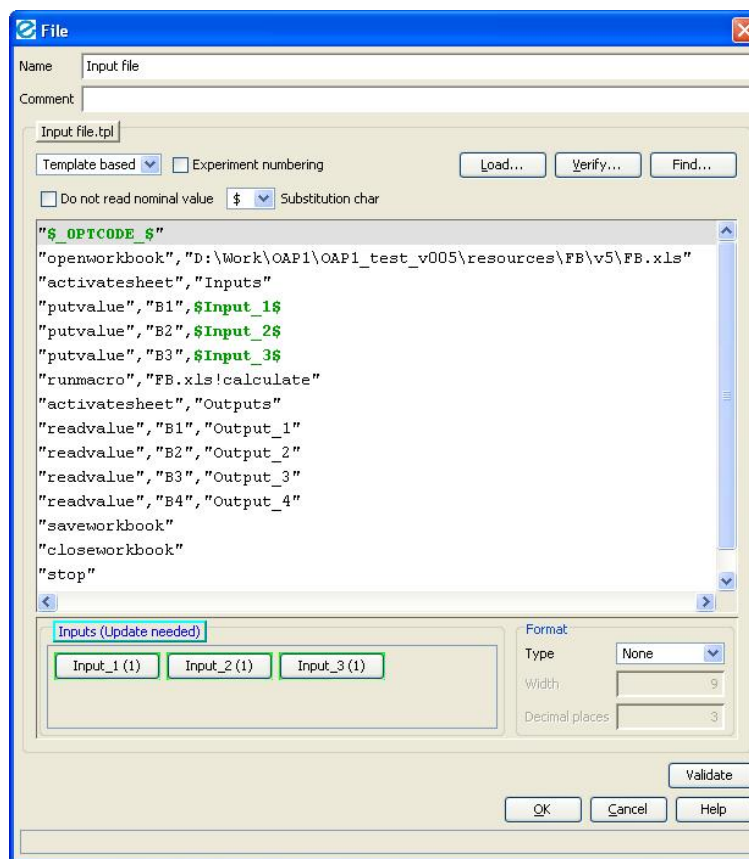 File
Name Input file
Comment
Input file.tpl
Template based Experiment numbering Load... Verify... Find...
Do not read nominal value $ Substitution char
"$_OPTCODE_$"
"openworkbook","D:\Work\OAP1\OAP1_test_v005\resources\FB\v5\FB.xls"
"activatesheet","Inputs"
"putvalue","B1",$Input_1$
"putvalue","B2",$Input_2$
"putvalue","B3",$Input_3$
"runmacro","FB.xls!calculate"
"activatesheet","Outputs"
"readvalue","B1","Output_1"
"readvalue","B2","Output_2"
"readvalue","B3","Output_3"
"readvalue","B4","Output_4"
"saveworkbook"
"closeworkbook"
"stop"
Inputs (Update needed)
Input_1 (1) Input_2 (1) Input_3 (1)
Format
Type None
Width 9
Decimal places 3
Validate
OK Cancel Help